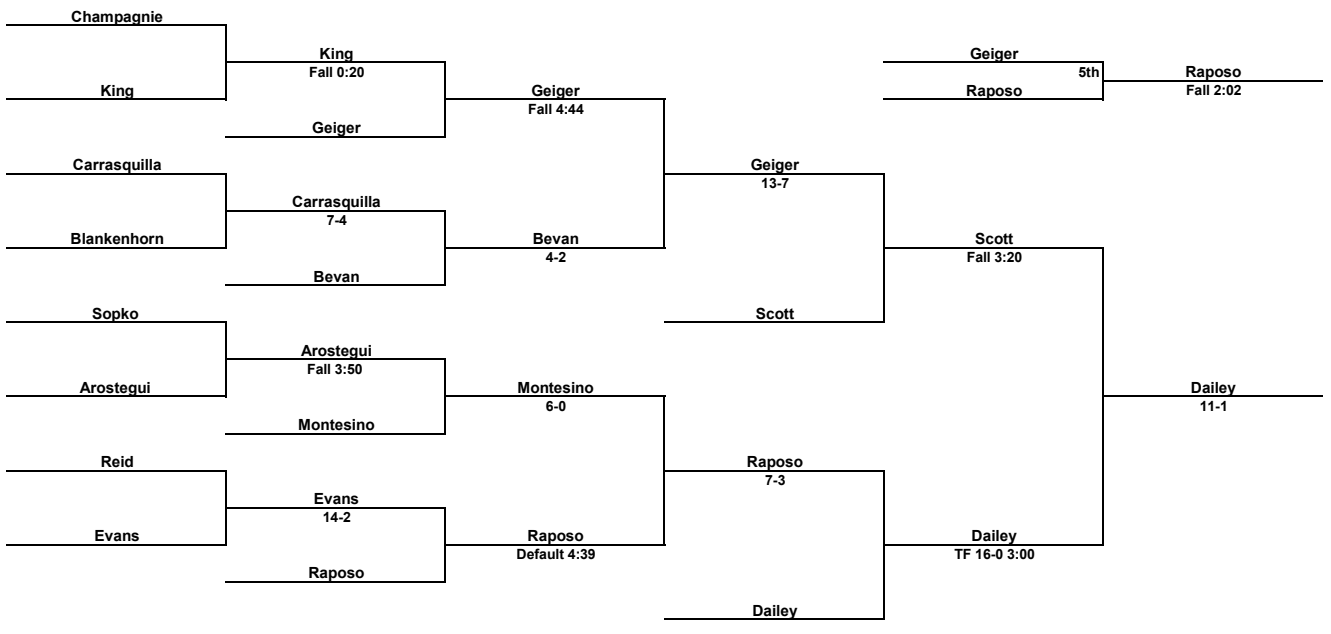 Champagnie
King
Fall 0:20
King
Geiger
Geiger
Fall 4:44
Carrasquilla
Carrasquilla
7-4
Blankenhorn
Bevan
Bevan
4-2
Geiger
13-7
Scott
Scott
Fall 3:20
Sopko
Arostegui
Fall 3:50
Arostegui
Montesino
Montesino
6-0
Reid
Evans
14-2
Evans
Raposo
Raposo
Default 4:39
Raposo
7-3
Dailey
Dailey
TF 16-0 3:00
Dailey
11-1
Geiger
5th
Raposo
Raposo
Fall 2:02